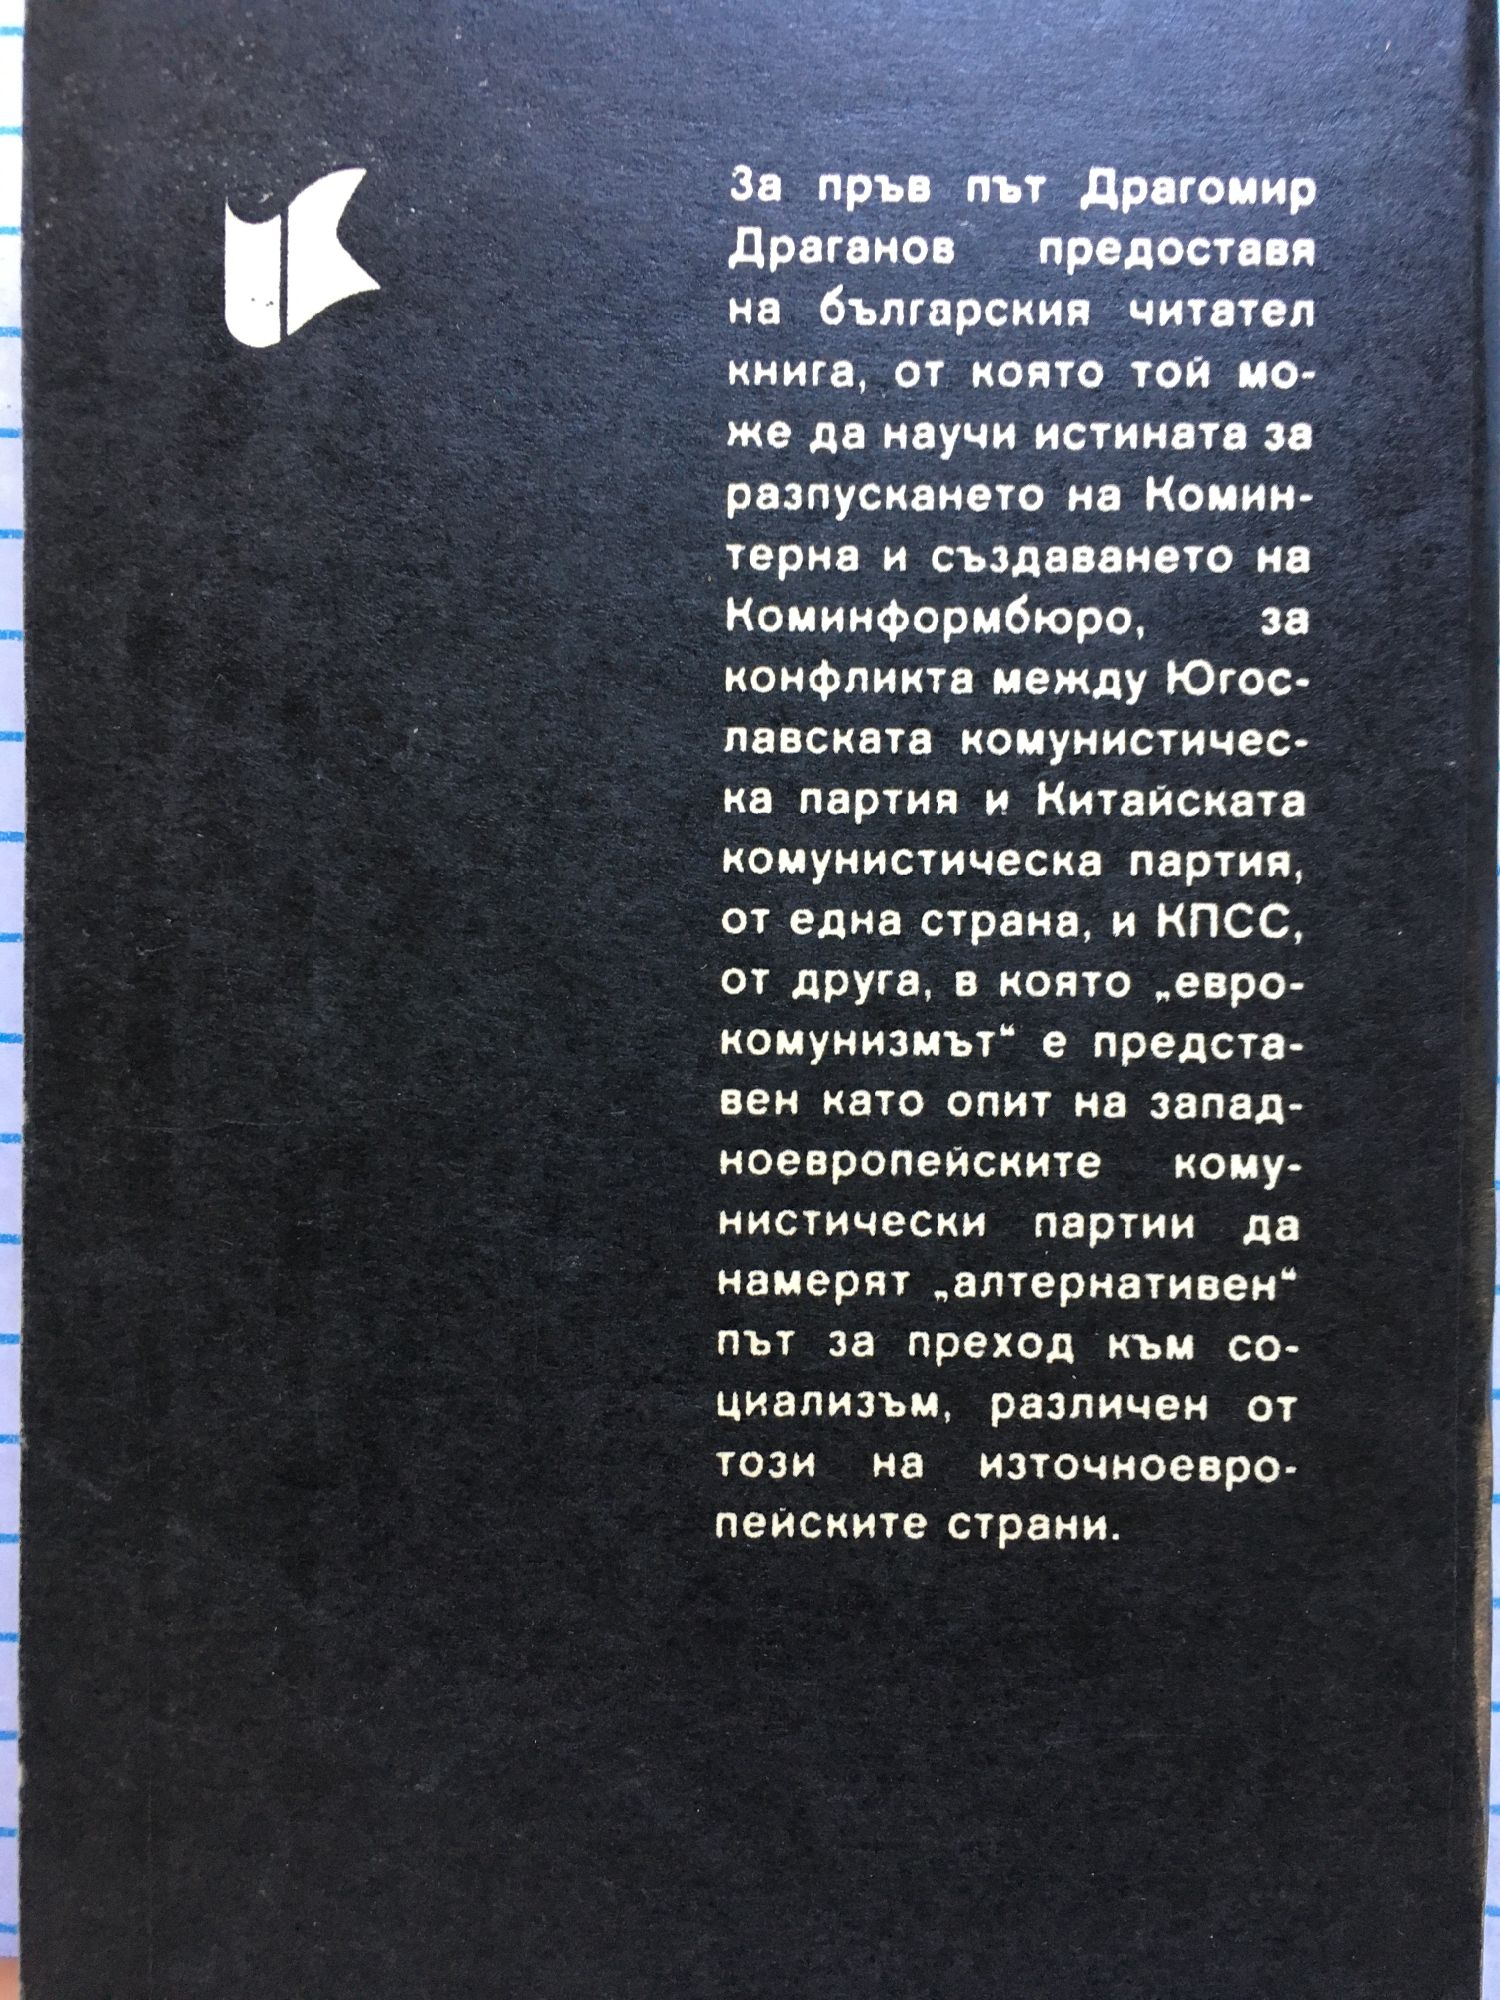 За пръв път Драгомир
Драганов предоставя
на българския читател
книга, от която той мо-
же да научи истината за
разпускането на Комин-
терна и създаването на
Коминформбюро, за
конфликта между Югос-
лавската комунистичес-
ка партия и Китайската
комунистическа партия,
от една страна, и КПСС,
от друга, в която „евро-
комунизмът“ е предста-
вен като опит на запад-
ноевропейските кому-
нистически партии да
намерят „алтернативен“
път за преход към со-
циализъм, различен от
този на източноевро-
пейските страни.